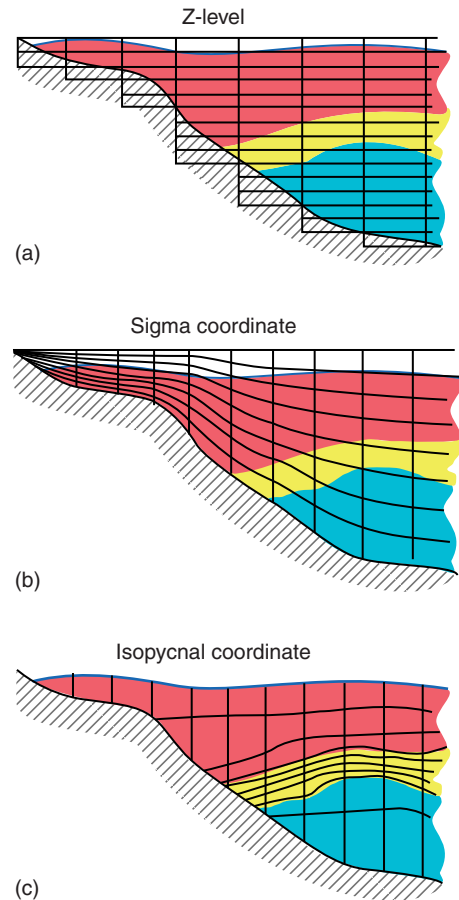 Z-level
(a)
Sigma coordinate
(b)
Isopycnal coordinate
(c)